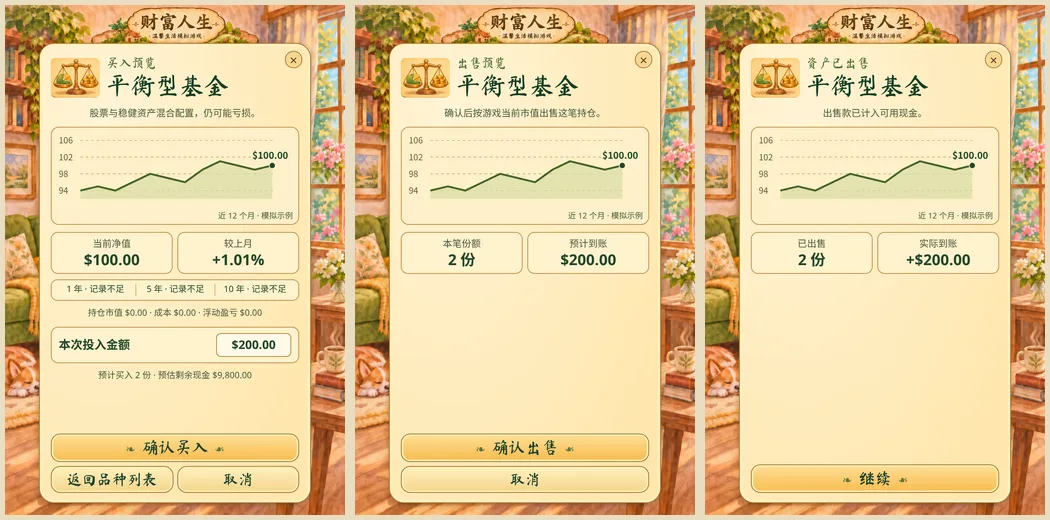 财富人生
温馨生活模拟游戏
买入预览
平衡型基金
股票与稳健资产混合配置，仍可能亏损。
106
102
98
94
$100.00
近 12 个月 · 模拟示例
当前净值
$100.00
较上月
+1.01%
1 年 · 记录不足
5 年 · 记录不足
10 年 · 记录不足
持仓市值 $0.00 · 成本 $0.00 · 浮动盈亏 $0.00
本次投入金额
$200.00
预计买入 2 份 · 预估剩余现金 $9,800.00
确认买入
返回品种列表
取消
财富人生
温馨生活模拟游戏
出售预览
平衡型基金
确认后按游戏当前市值出售这笔持仓。
106
102
98
94
$100.00
近 12 个月 · 模拟示例
本笔份额
2 份
预计到账
$200.00
确认出售
取消
财富人生
温馨生活模拟游戏
资产已出售
平衡型基金
出售款已计入可用现金。
106
102
98
94
$100.00
近 12 个月 · 模拟示例
已出售
2 份
实际到账
+$200.00
继续